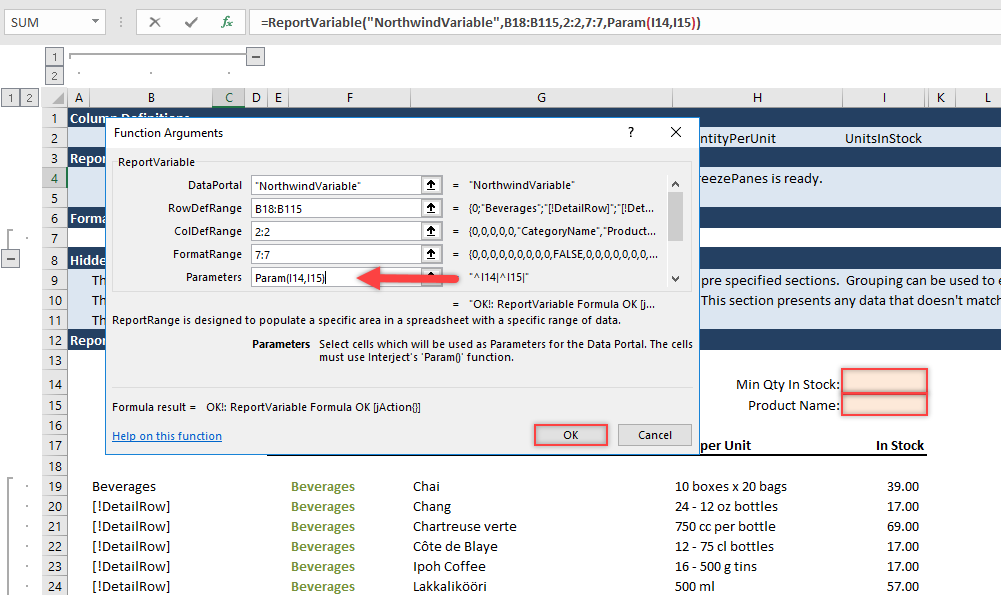 SUM =ReportVariable("NorthwindVariable",B18:B115,2:2,7:7,Param(I14,I15))
1
2
1 2 A B C D E F G H I K L
1 Column Definitions
2 ntityPerUnit UnitsInStock
3 Repor
4 reezePanes is ready.
5
6 Forma
7
8 Hidde
9 Th pre specified sections. Grouping can be used to e
10 Th This section presents any data that doesn't match
11 Th
12 Repor
13
14 Min Qty In Stock:
15 Product Name:
16
17 per Unit In Stock
18
19 Beverages Beverages Chai 10 boxes x 20 bags 39.00
20 [!DetailRow] Beverages Chang 24 - 12 oz bottles 17.00
21 [!DetailRow] Beverages Chartreuse verte 750 cc per bottle 69.00
22 [!DetailRow] Beverages Côte de Blaye 12 - 75 cl bottles 17.00
23 [!DetailRow] Beverages Ipoh Coffee 16 - 500 g tins 17.00
24 [!DetailRow] Beverages Lakkalikööri 500 ml 57.00
Function Arguments ?
ReportVariable
DataPortal "NorthwindVariable" = "NorthwindVariable"
RowDefRange B18:B115 = {0;"Beverages";"[!DetailRow]";"[!Det...
ColDefRange 2:2 = {0,0,0,0,0,"CategoryName","Product...
FormatRange 7:7 = {0,0,0,0,0,0,0,0,0,FALSE,0,0,0,0,0,0,0,...
Parameters Param(I14,I15) "^I14|^I15|"
= "OK!: ReportVariable Formula OK [j...
ReportRange is designed to populate a specific area in a spreadsheet with a specific range of data.
Parameters Select cells which will be used as Parameters for the Data Portal. The cells
must use Interject's 'Param()' function.
Formula result = OK!: ReportVariable Formula OK [jAction{}]
Help on this function OK Cancel